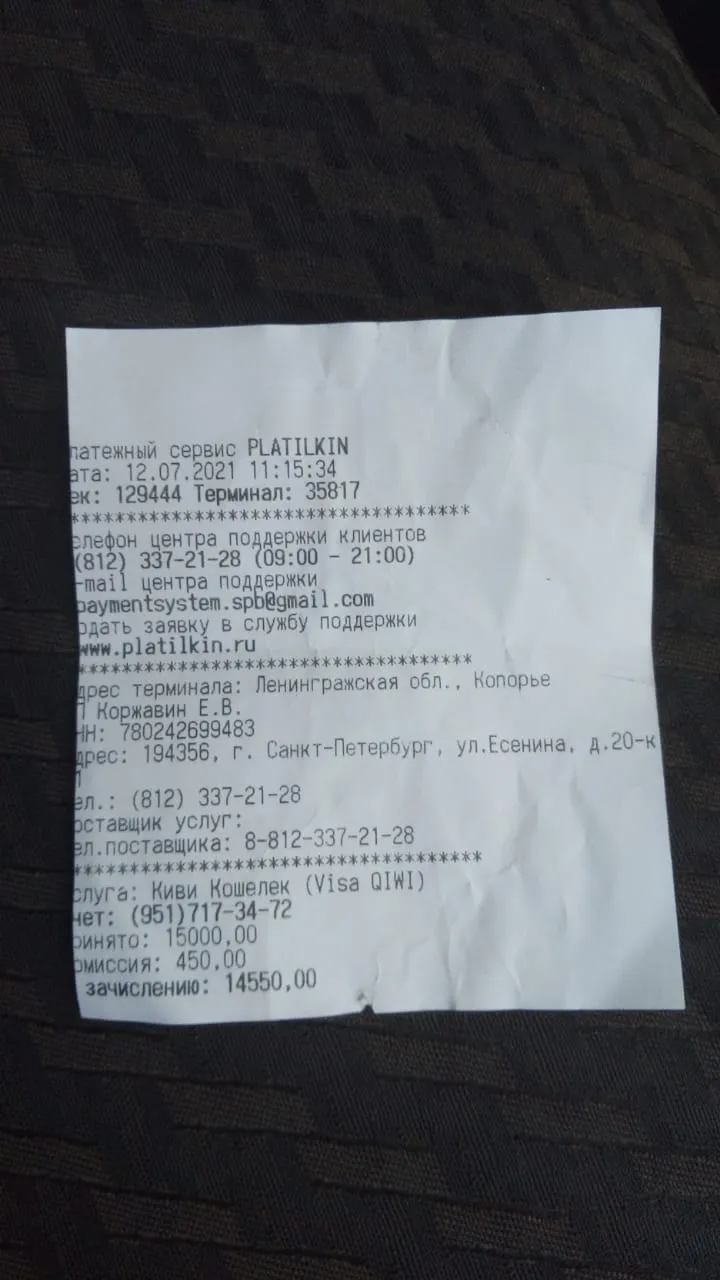 латежный сервис PLATILKIN
ата: 12.07.2021 11:15:34
ек: 129444 Терминал: 35817
************************************
елефон центра поддержки клиентов
(812) 337-21-28 (09:00 - 21:00)
-mail центра поддержки
paymentsystem.spb@gmail.com
одать заявку в службу поддержки
www.platilkin.ru
************************************
дрес терминала: Ленингражская обл., Копорье
П Коржавин Е.В.
НН: 780242699483
дрес: 194356, г. Санкт-Петербург, ул.Есенина, д.20-к
1
ел.: (812) 337-21-28
оставщик услуг:
ел.поставщика: 8-812-337-21-28
*************************************
слуга: Киви Кошелек (Visa QIWI)
чет: (951)717-34-72
ринято: 15000,00
омиссия: 450,00
зачислению: 14550,00